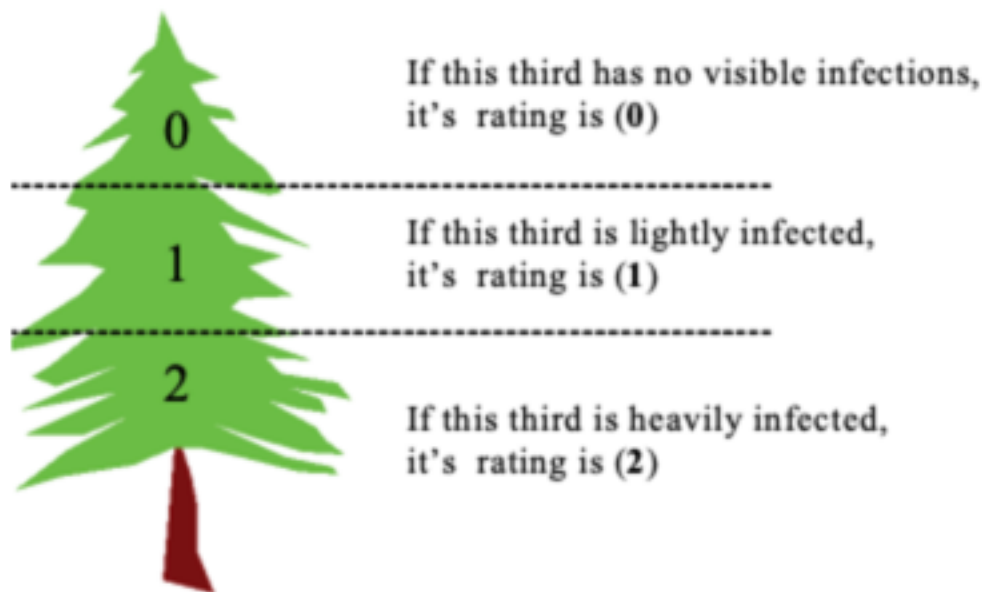 0
If this third has no visible infections,
it's  rating is (0)
1
If this third is lightly infected,
it's  rating is (1)
2
If this third is heavily infected,
it's  rating is (2)